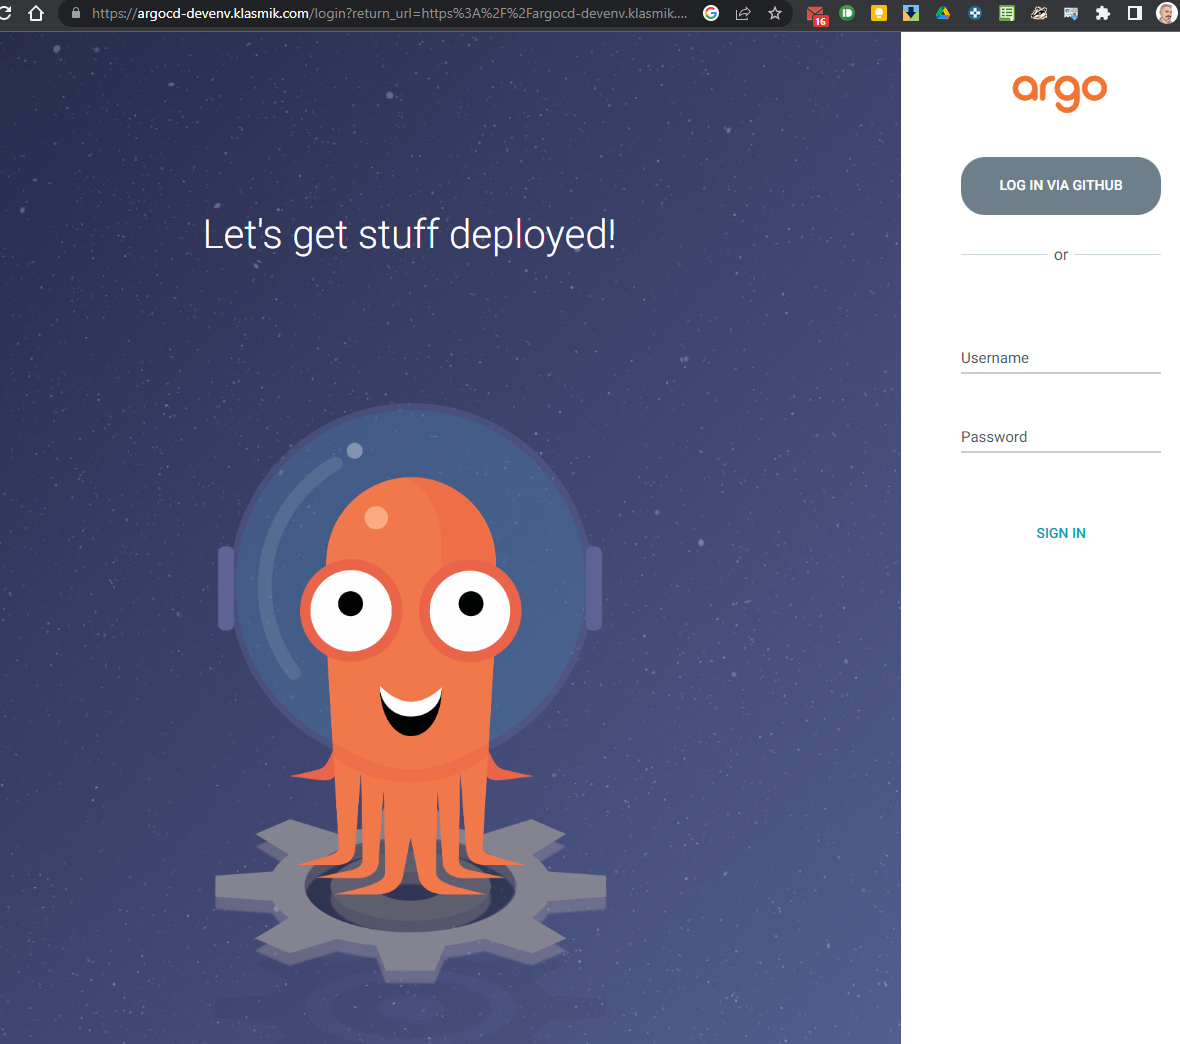 https://argocd-devenv.klasmik.com/login?return_url=https%3A%2F%2Fargocd-devenv.klasmik....
16
argo
LOG IN VIA GITHUB
Let's get stuff deployed!
or
Username
Password
SIGN IN